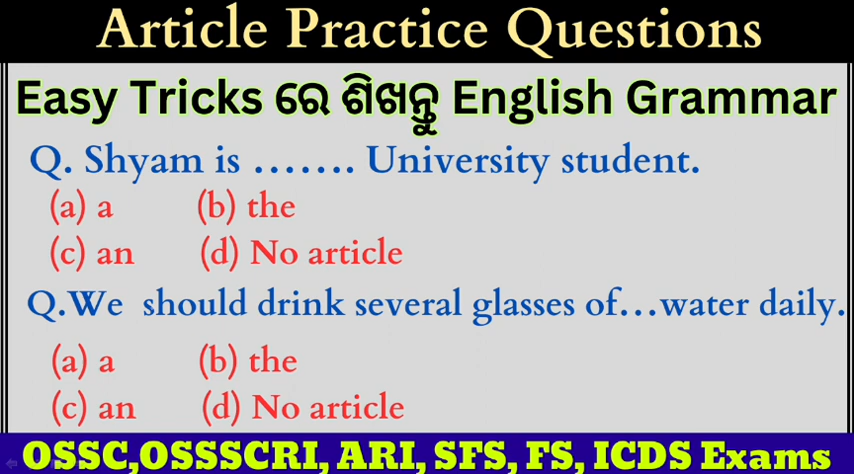 Article Practice Questions
Easy Tricks ରେ ଶିଖନ୍ତୁ English Grammar
Q. Shyam is ....... University student.
(a) a (b) the
(c) an (d) No article
Q.We should drink several glasses of...water daily.
(a) a (b) the
(c) an (d) No article
OSSC,OSSSCRI, ARI, SFS, FS, ICDS Exams